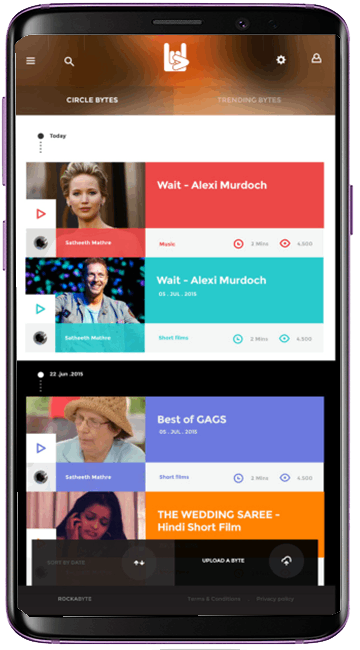 CIRCLE BYTES
TRENDING BYTES
Today
Wait - Alexi Murdoch
Satheeth Mathre
Music
2 Mins
4,500
Wait - Alexi Murdoch
05 . JUL . 2015
Satheeth Mathre
Short films
2 Mins
4,500
22 .jun .2015
Best of GAGS
05 . JUL . 2015
Satheeth Mathre
Short films
2 Mins
4,500
THE WEDDING SAREE -
Hindi Short Film
SORT BY DATE
UPLOAD A BYTE
ROCKABYTE
Terms & Conditions
Privacy policy